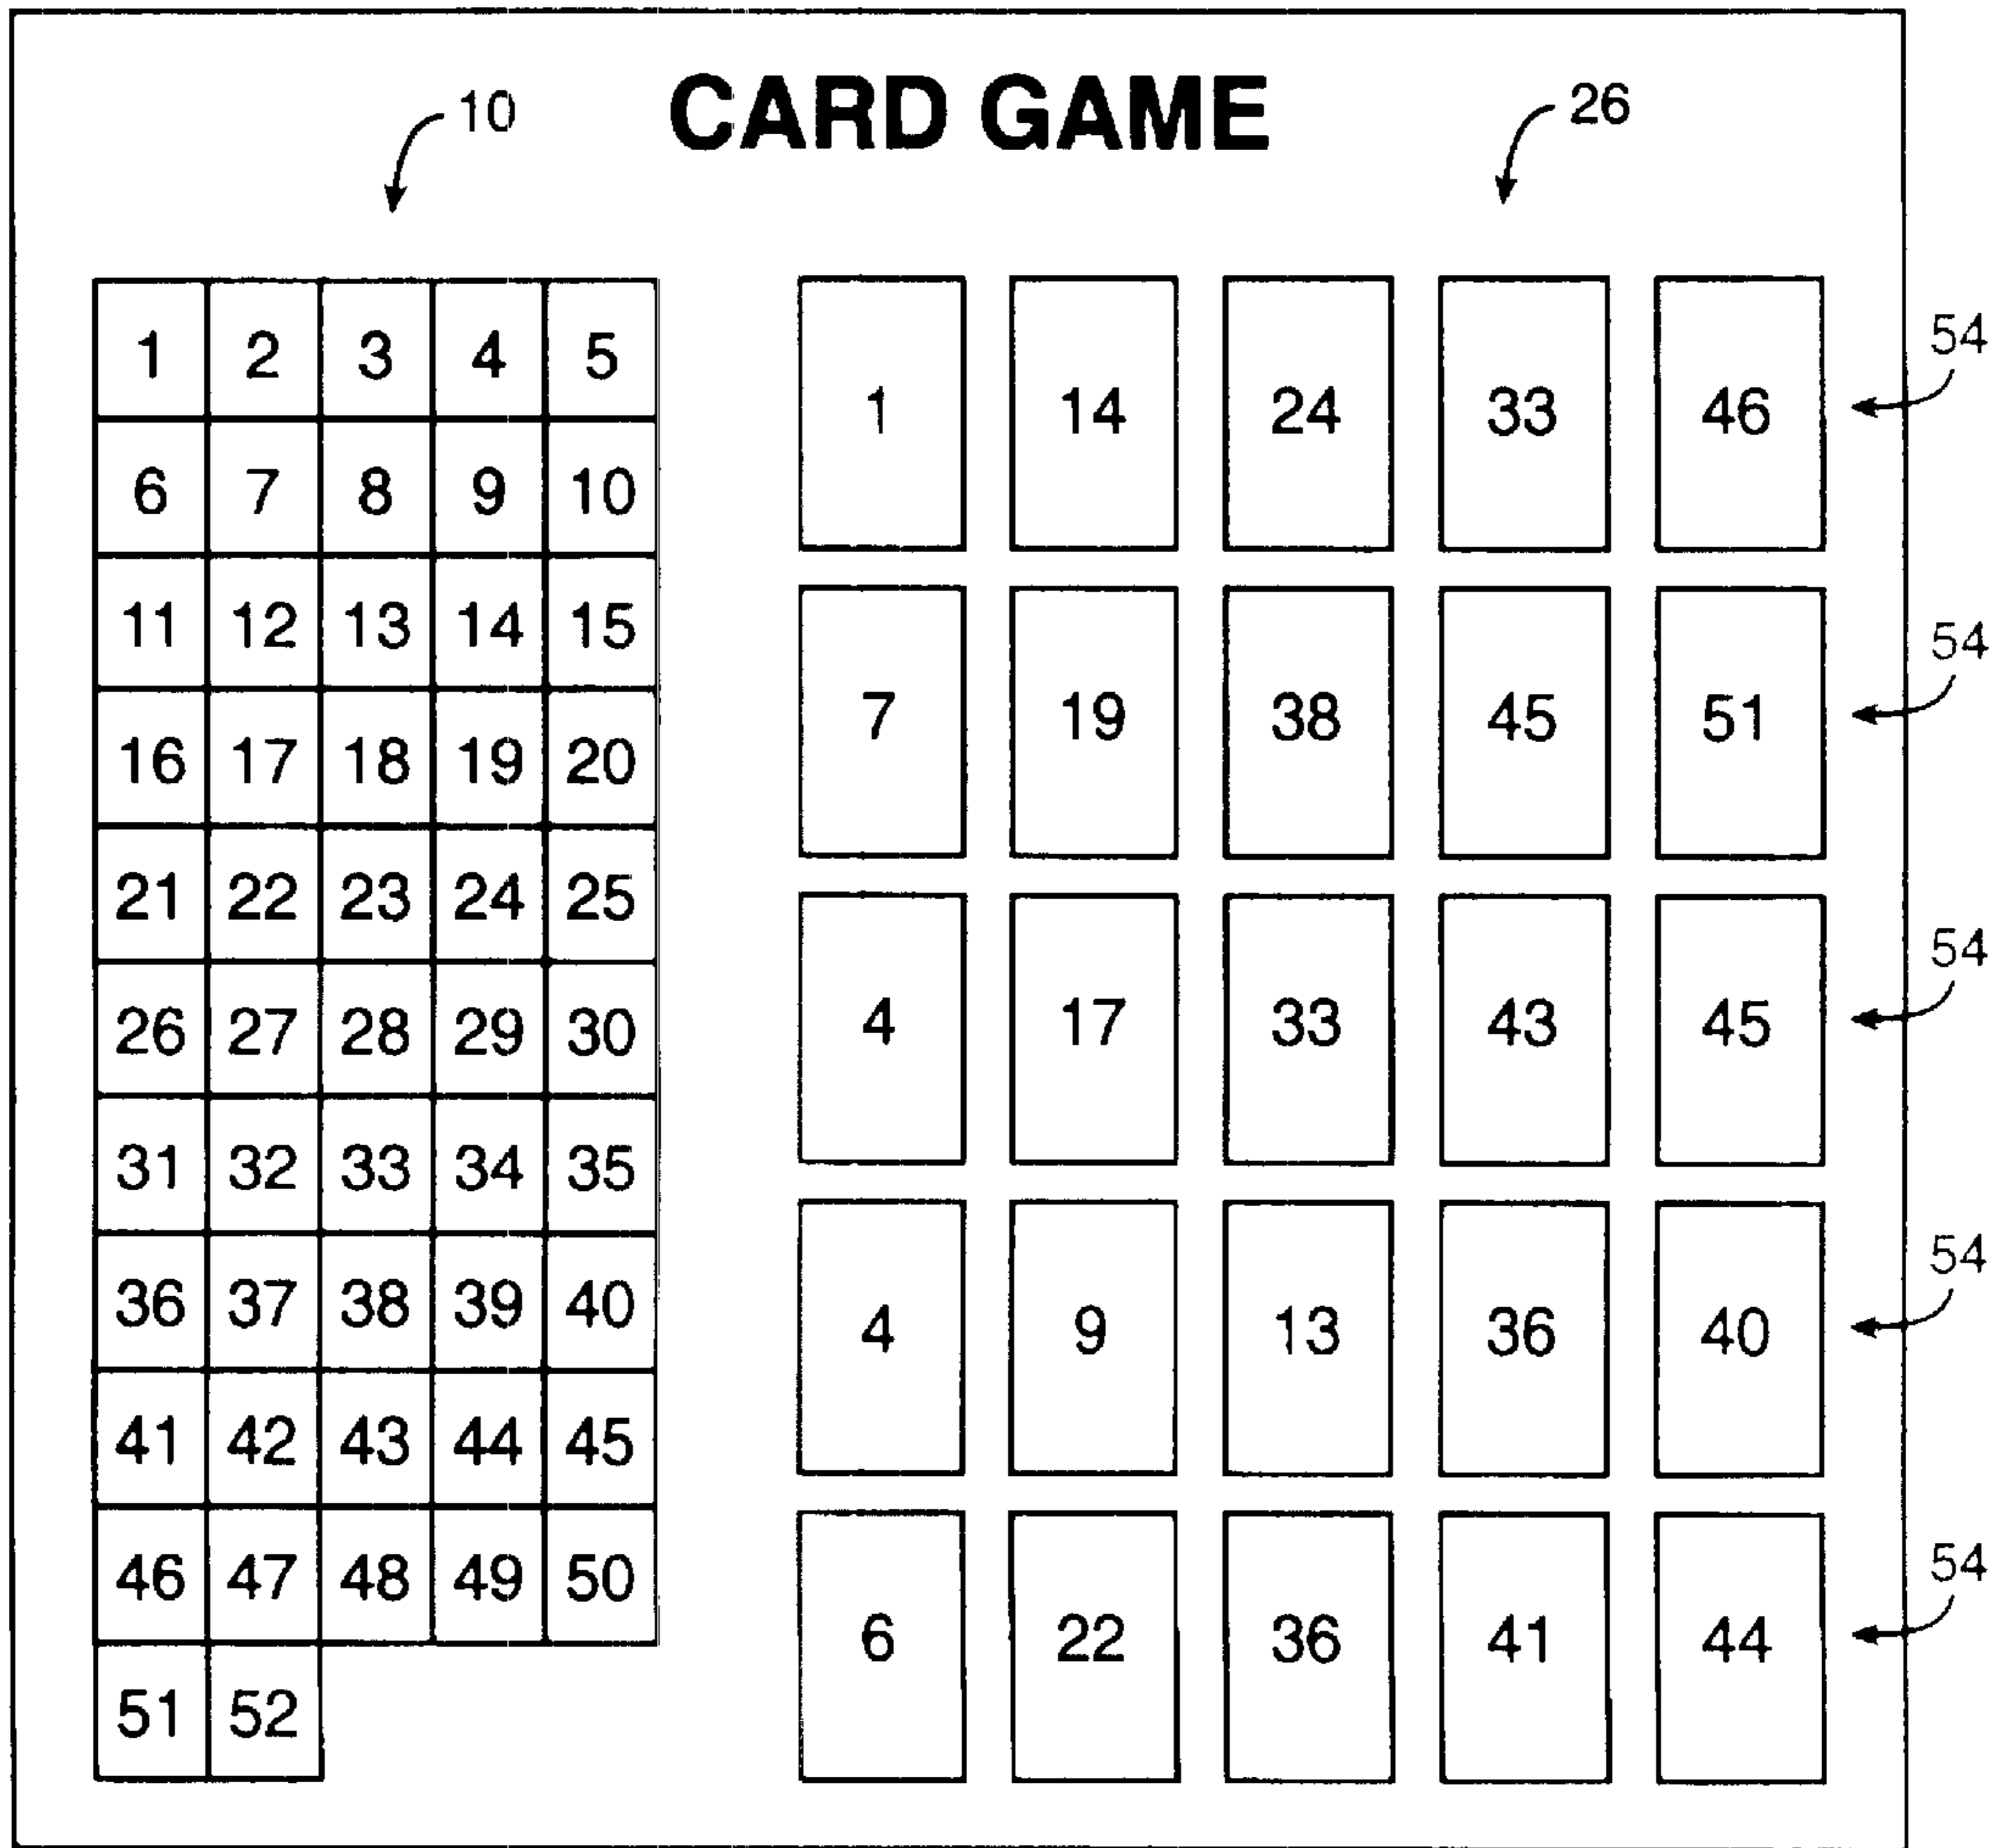 CARD GAME
10
26
1 2 3 4 5
6 7 8 9 10
11 12 13 14 15
16 17 18 19 20
21 22 23 24 25
26 27 28 29 30
31 32 33 34 35
36 37 38 39 40
41 42 43 44 45
46 47 48 49 50
51 52
1 14 24 33 46 54
7 19 38 45 51 54
4 17 33 43 45 54
4 9 13 36 40 54
6 22 36 41 44 54